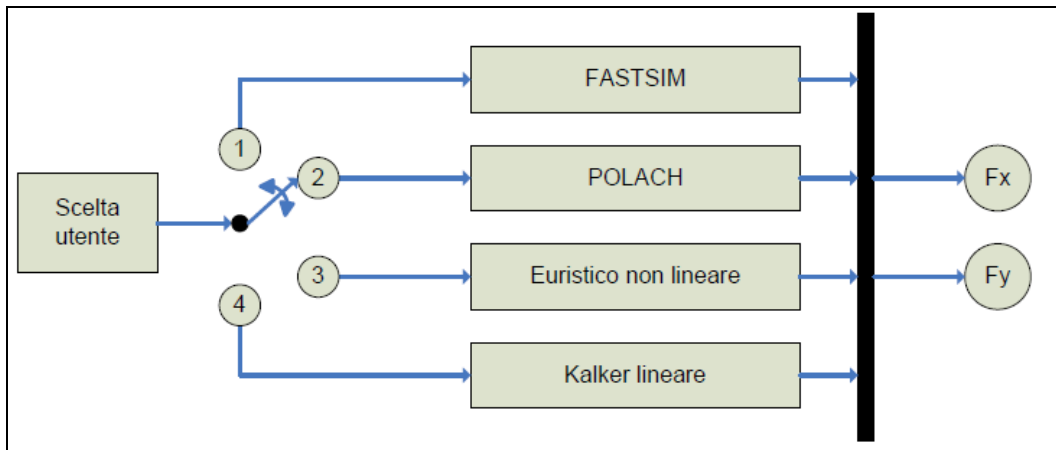 FASTSIM
1
2
POLACH
Fx
Scelta
utente
3
Euristico non lineare
Fy
4
Kalker lineare